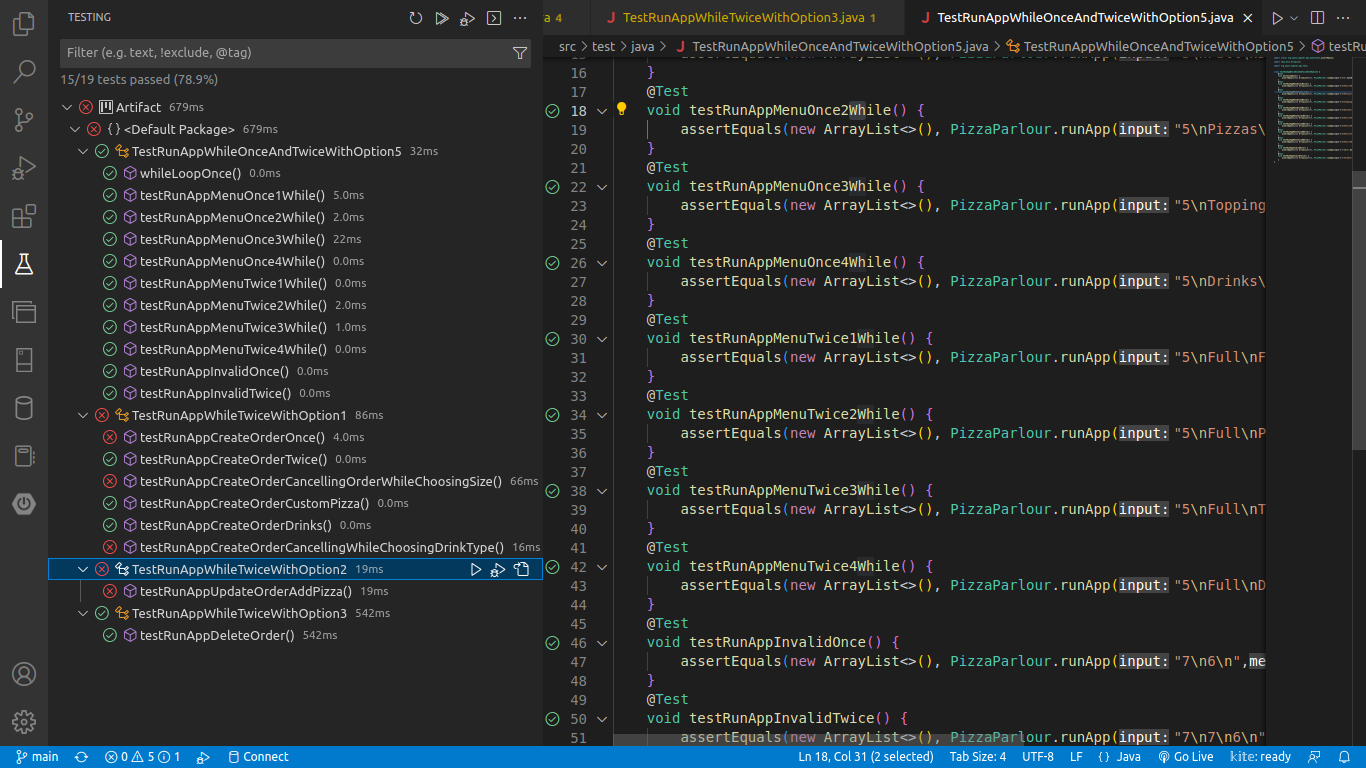 TESTING
Filter (e.g. text, !exclude, @tag)
15/19 tests passed (78.9%)
Artifact 679ms
{} <Default Package> 679ms
TestRunAppWhileOnceAndTwiceWithOption5 32ms
whileLoopOnce() 0.0ms
testRunAppMenuOnce1While() 5.0ms
testRunAppMenuOnce2While() 2.0ms
testRunAppMenuOnce3While() 22ms
testRunAppMenuOnce4While() 0.0ms
testRunAppMenuTwice1While() 0.0ms
testRunAppMenuTwice2While() 2.0ms
testRunAppMenuTwice3While() 1.0ms
testRunAppMenuTwice4While() 0.0ms
testRunAppInvalidOnce() 0.0ms
testRunAppInvalidTwice() 0.0ms
TestRunAppWhileTwiceWithOption1 86ms
testRunAppCreateOrderOnce() 4.0ms
testRunAppCreateOrderTwice() 0.0ms
testRunAppCreateOrderCancellingOrderWhileChoosingSize() 66ms
testRunAppCreateOrderCustomPizza() 0.0ms
testRunAppCreateOrderDrinks() 0.0ms
testRunAppCreateOrderCancellingWhileChoosingDrinkType() 16ms
TestRunAppWhileTwiceWithOption2 19ms
testRunAppUpdateOrderAddPizza() 19ms
TestRunAppWhileTwiceWithOption3 542ms
testRunAppDeleteOrder() 542ms
a 4
J TestRunAppWhileTwiceWithOption3.java 1
J TestRunAppWhileOnceAndTwiceWithOption5.java
src > test > java > J TestRunAppWhileOnceAndTwiceWithOption5.java > TestRunAppWhileOnceAndTwiceWithOption5 > testRu
16 }
17 @Test
18 void testRunAppMenuOnce2While() {
19 assertEquals(new ArrayList<>(), PizzaParlour.runApp(input: "5\nPizzas\
20 }
21 @Test
22 void testRunAppMenuOnce3While() {
23 assertEquals(new ArrayList<>(), PizzaParlour.runApp(input: "5\nTopping
24 }
25 @Test
26 void testRunAppMenuOnce4While() {
27 assertEquals(new ArrayList<>(), PizzaParlour.runApp(input: "5\nDrinks\
28 }
29 @Test
30 void testRunAppMenuTwice1While() {
31 assertEquals(new ArrayList<>(), PizzaParlour.runApp(input: "5\nFull\nF
32 }
33 @Test
34 void testRunAppMenuTwice2While() {
35 assertEquals(new ArrayList<>(), PizzaParlour.runApp(input: "5\nFull\nP
36 }
37 @Test
38 void testRunAppMenuTwice3While() {
39 assertEquals(new ArrayList<>(), PizzaParlour.runApp(input: "5\nFull\nT
40 }
41 @Test
42 void testRunAppMenuTwice4While() {
43 assertEquals(new ArrayList<>(), PizzaParlour.runApp(input: "5\nFull\nD
44 }
45 @Test
46 void testRunAppInvalidOnce() {
47 assertEquals(new ArrayList<>(), PizzaParlour.runApp(input: "7\n6\n",me
48 }
49 @Test
50 void testRunAppInvalidTwice() {
51 assertEquals(new ArrayList<>(), PizzaParlour.runApp(input: "7\n7\n6\n"
main 0 5 1 Connect Ln 18, Col 31 (2 selected) Tab Size: 4 UTF-8 LF {} Java Go Live kite: ready